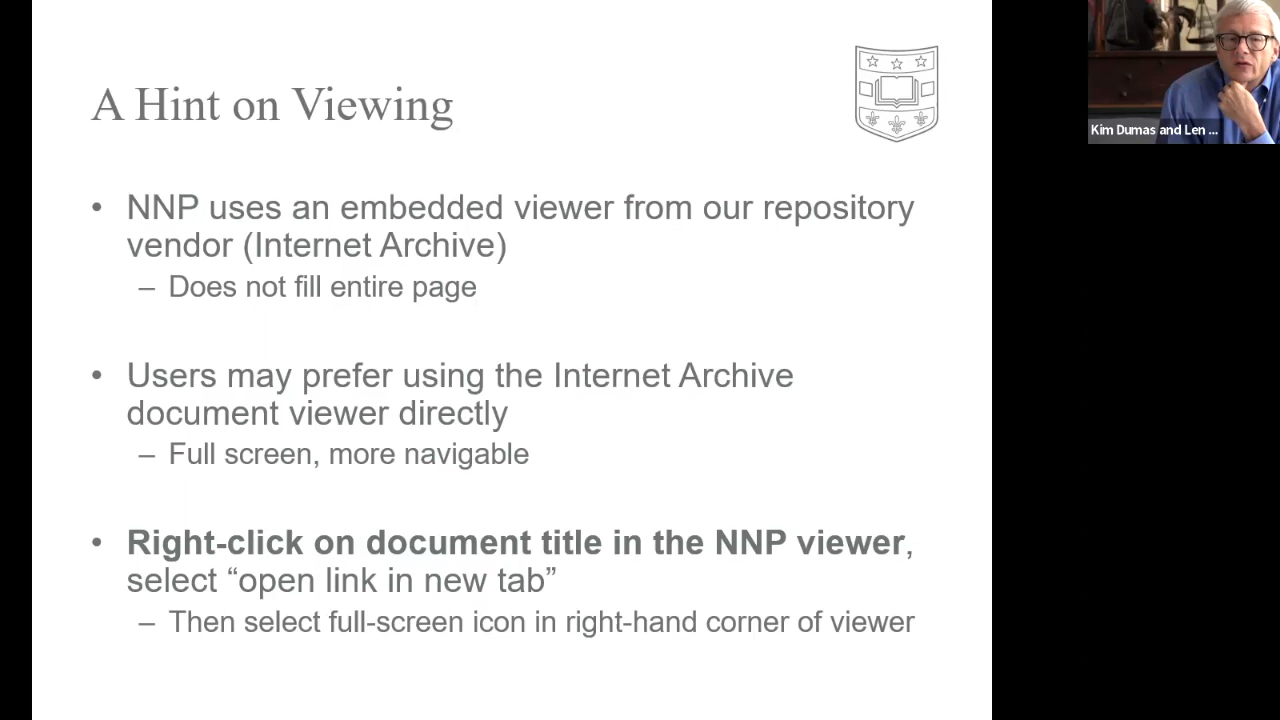 A Hint on Viewing
• NNP uses an embedded viewer from our repository
vendor (Internet Archive)
– Does not fill entire page
• Users may prefer using the Internet Archive
document viewer directly
– Full screen, more navigable
• Right-click on document title in the NNP viewer,
select “open link in new tab”
– Then select full-screen icon in right-hand corner of viewer
Kim Dumas and Len ...